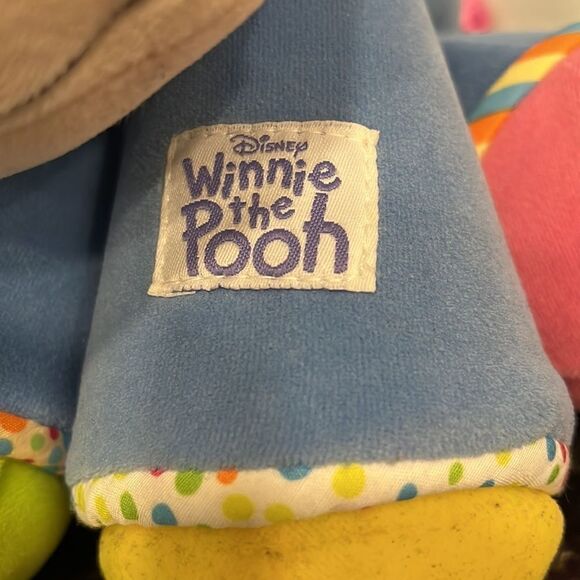 Disney
Winnie
the
Pooh